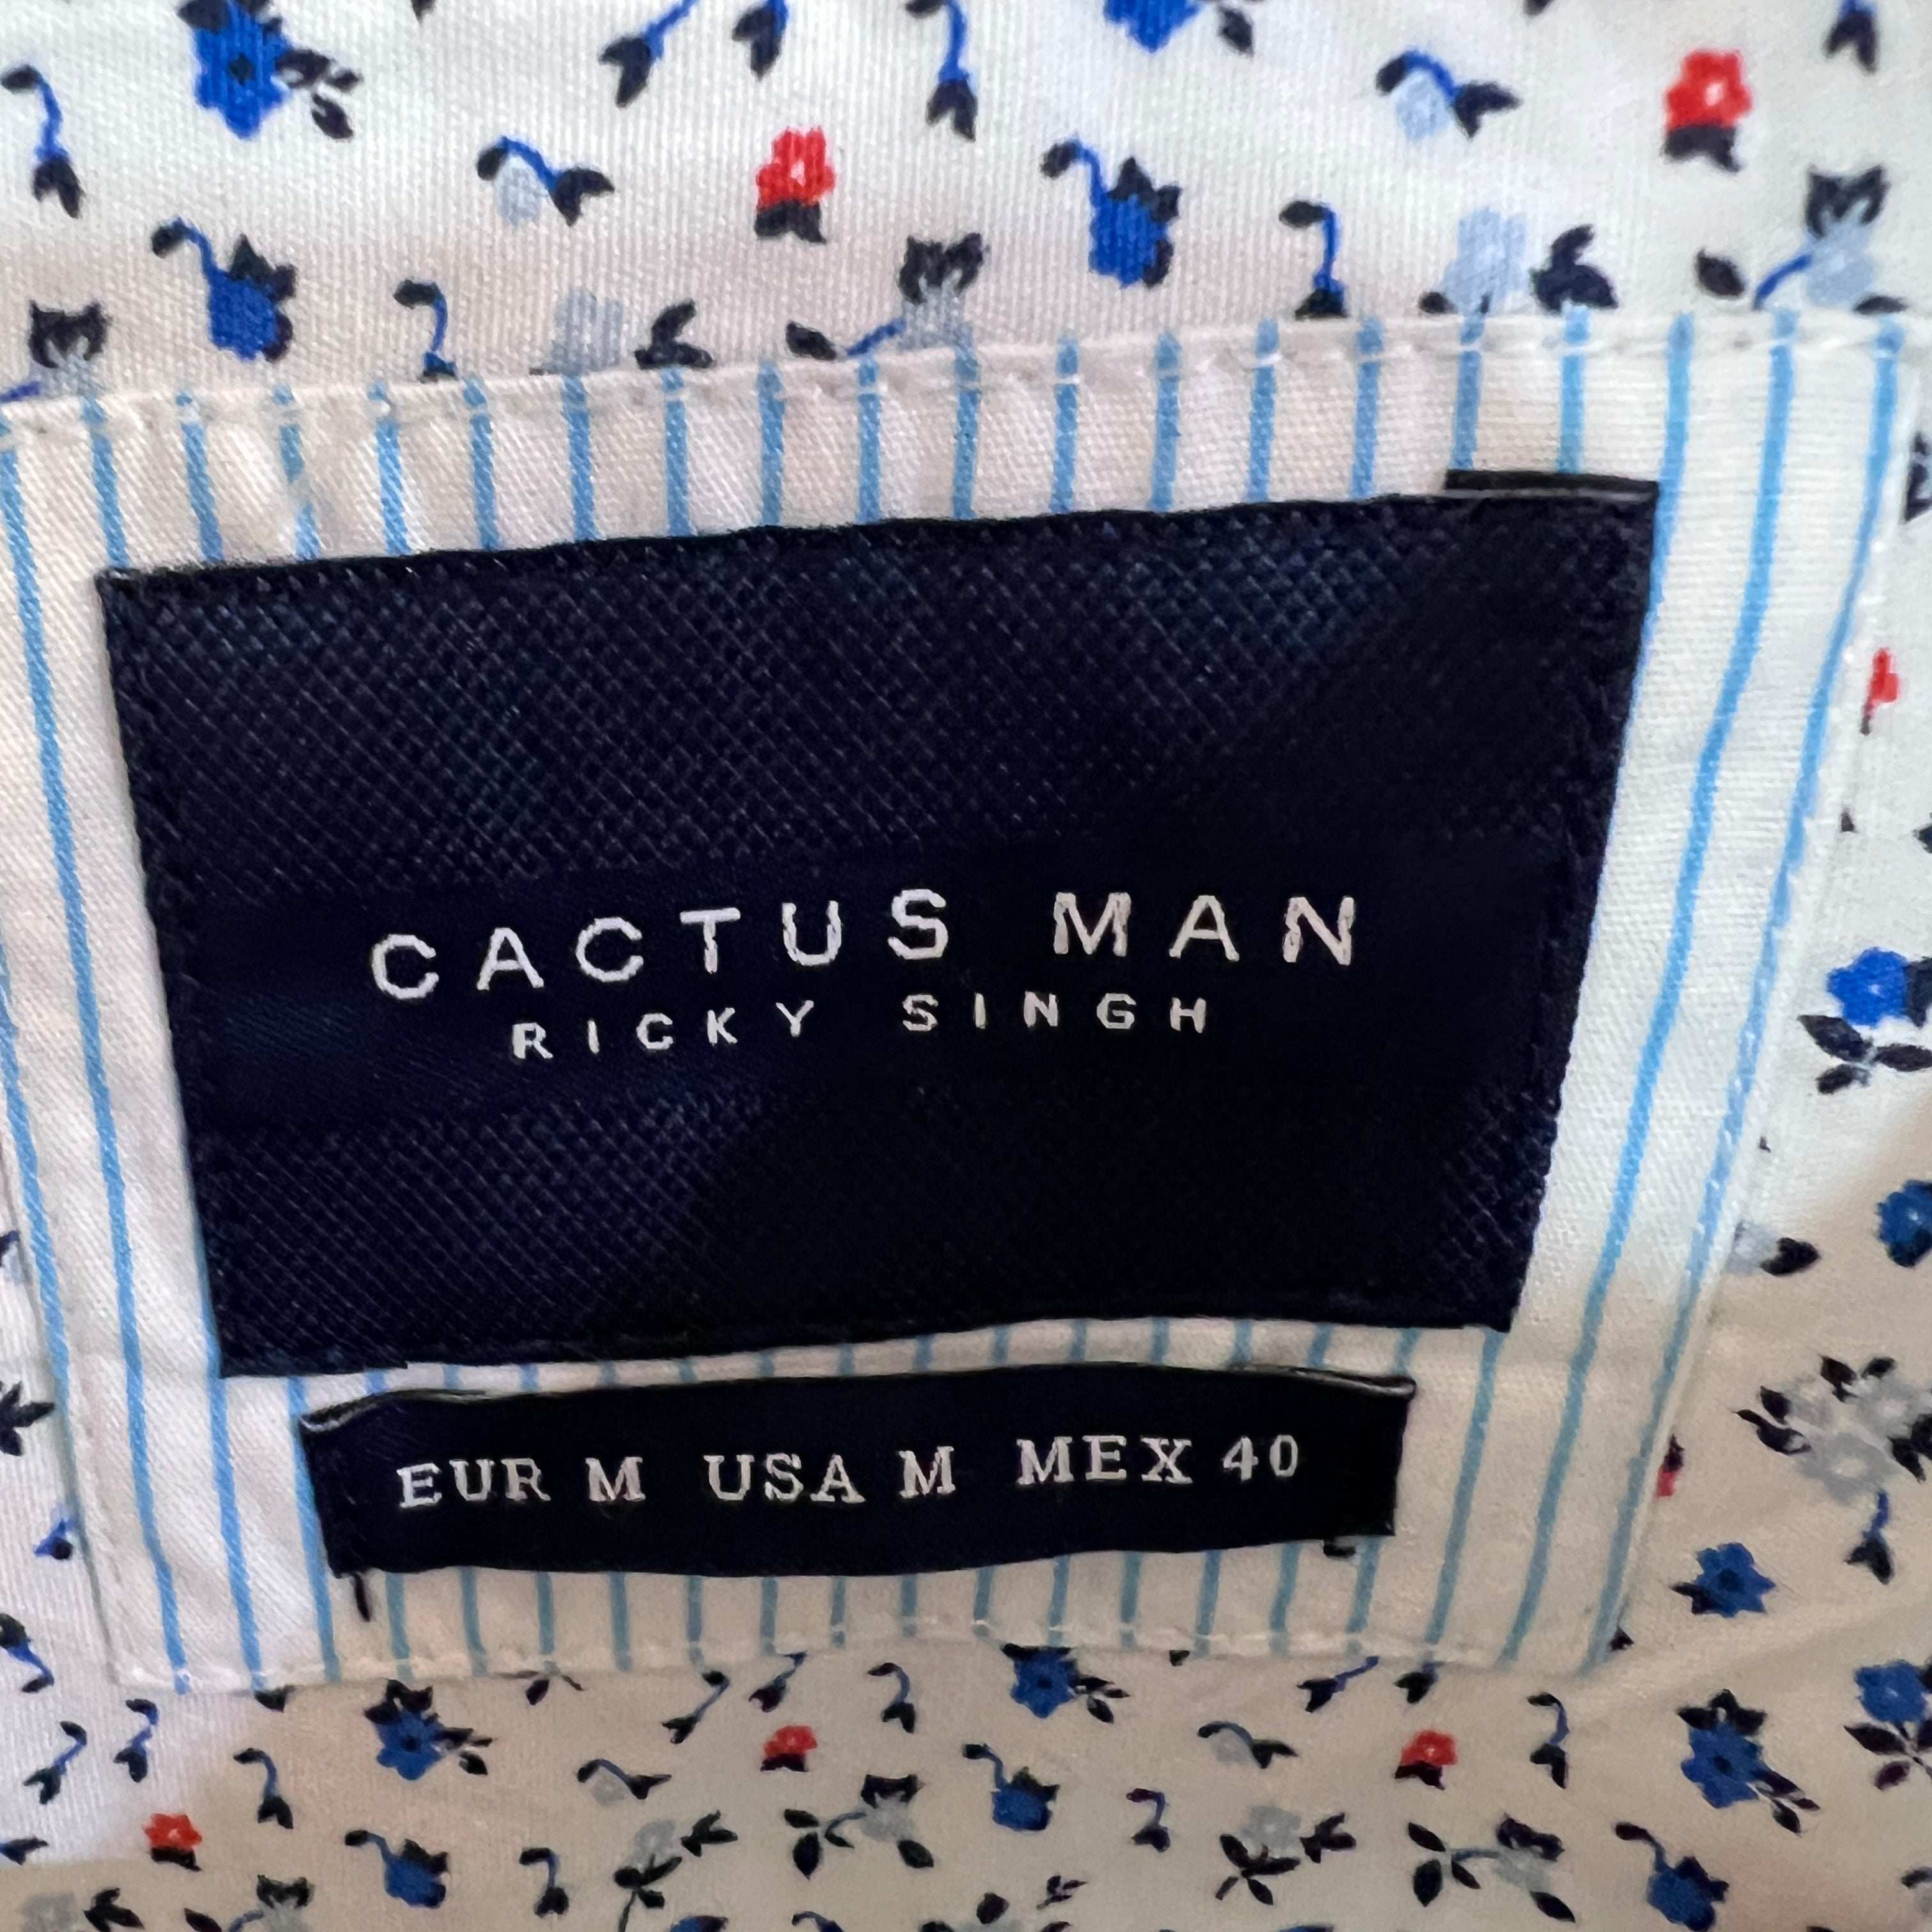 CACTUS MAN
RICKY SINGH
EUR M USA M MEX 40